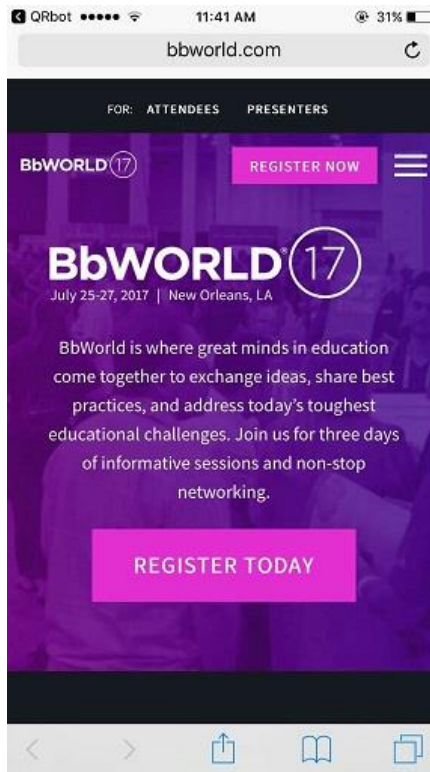 QRbot 11:41 AM 31%
bbworld.com
FOR: ATTENDEES PRESENTERS
BbWORLD 17 REGISTER NOW
BbWORLD® 17
July 25-27, 2017 | New Orleans, LA
BbWorld is where great minds in education
come together to exchange ideas, share best
practices, and address today's toughest
educational challenges. Join us for three days
of informative sessions and non-stop
networking.
REGISTER TODAY